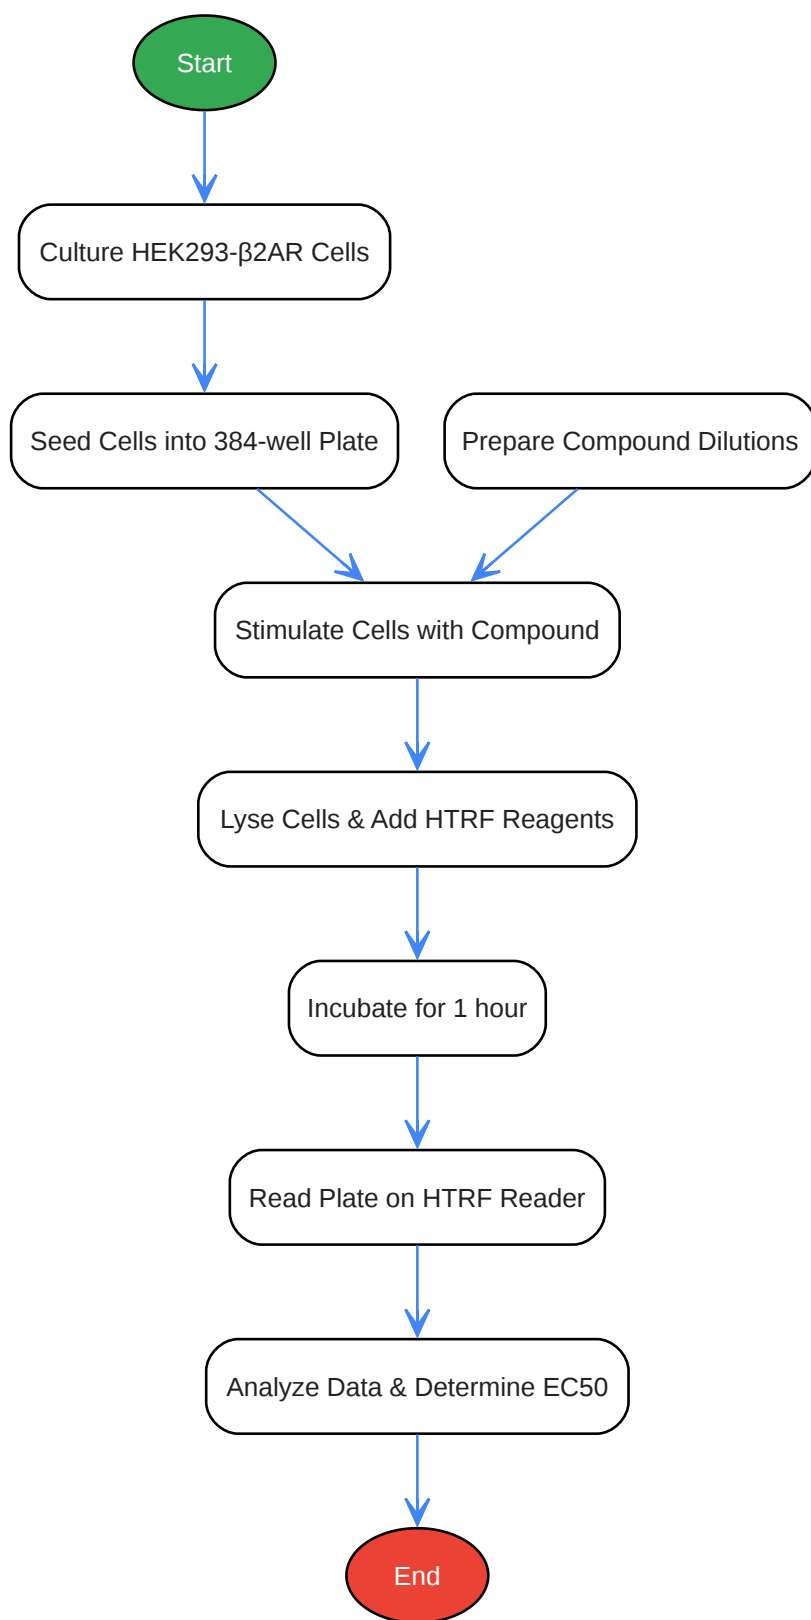 Start
Culture HEK293-β2AR Cells
Seed Cells into 384-well Plate
Prepare Compound Dilutions
Stimulate Cells with Compound
Lyse Cells & Add HTRF Reagents
Incubate for 1 hour
Read Plate on HTRF Reader
Analyze Data & Determine EC50
End